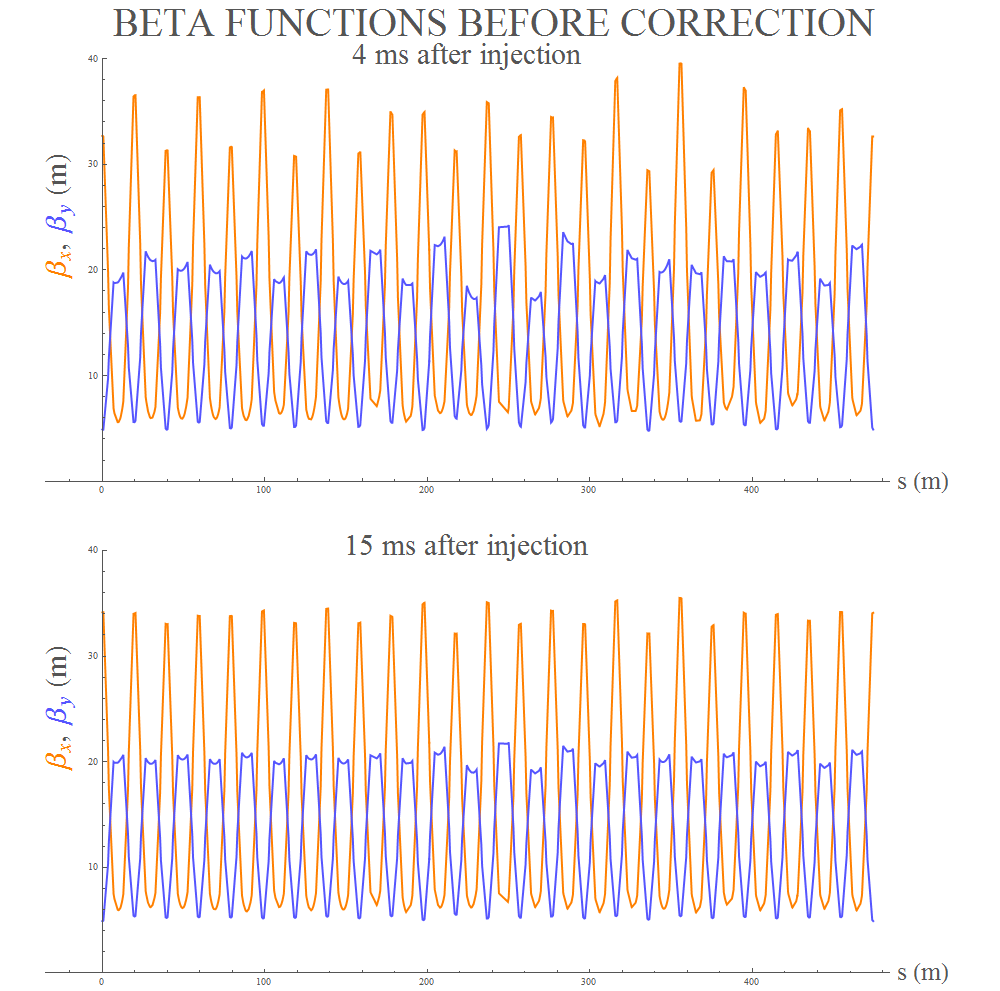 BETA FUNCTIONS BEFORE CORRECTION
4 ms after injection
40
30
20
10
βx, βy (m)
0 100 200 300 400 s (m)
15 ms after injection
40
30
20
10
βx, βy (m)
0 100 200 300 400 s (m)